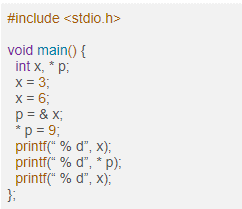 #include <stdio.h>
void main() {
int x, * p;
x = 3;
x = 6;
p = & x;
* p = 9;
printf(“ % d”, x);
printf(“ % d”, * p);
printf(“ % d”, x);
};